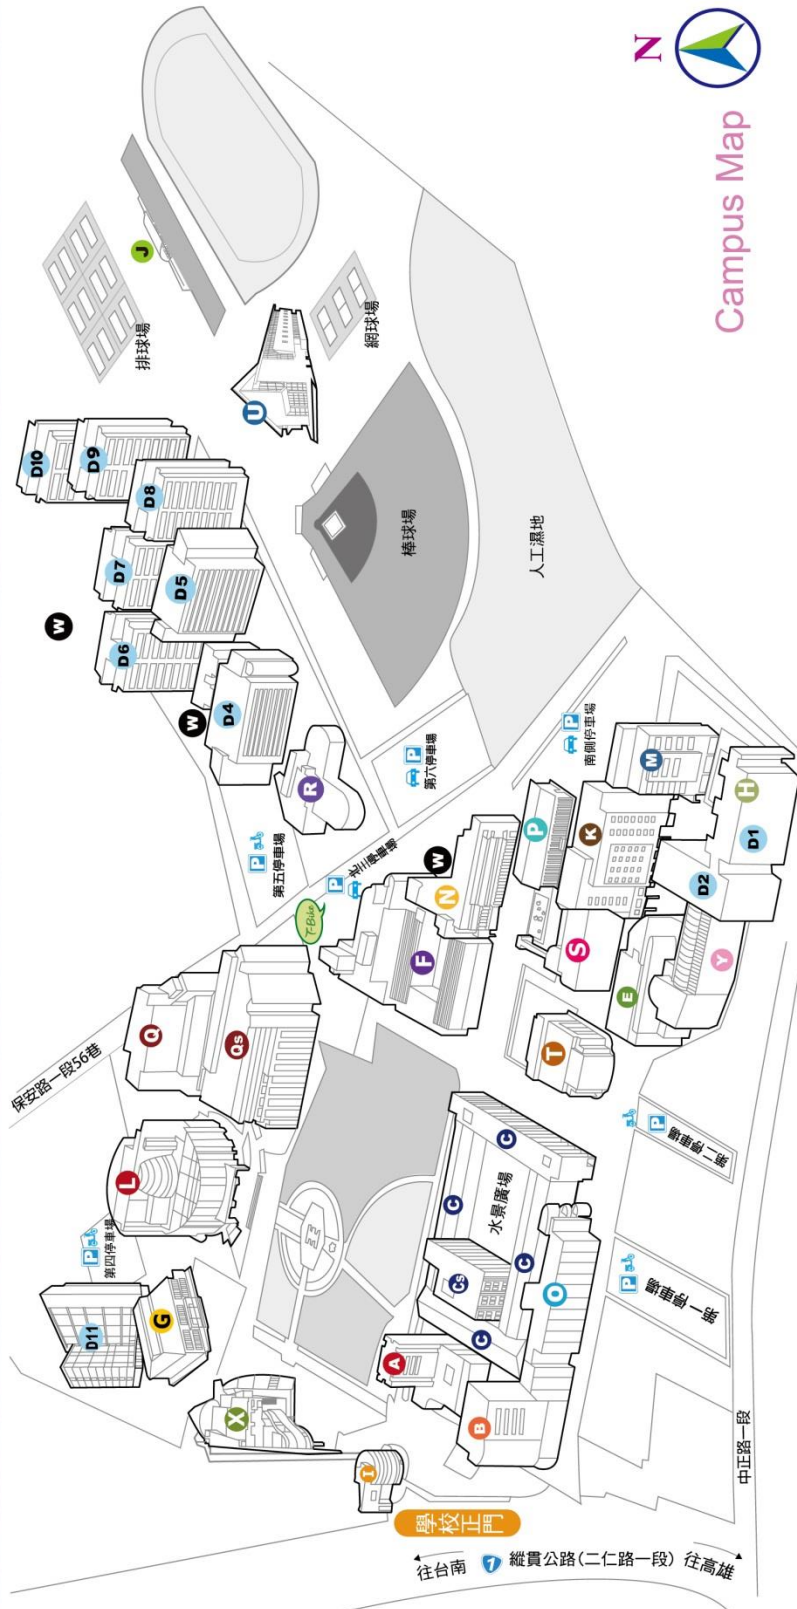 N
Campus Map
J
排球場
U
網球場
D10
D9
D8
D7
D5
W
D6
W
D4
棒球場
人工濕地
R
第六停車場
P
南側停車場
P
第五停車場
P
第三停車場
P
T-Bike
W
N
F
P
K
M
H
D1
D2
S
E
Y
T
保安路一段56巷
Q
Qs
L
第四停車場
P
D11
G
X
I
水景廣場
C
C
C
C
Cs
O
A
B
第二停車場
P
第一停車場
P
中正路一段
學校正門
往台南
1
縱貫公路(二仁路一段)
往高雄